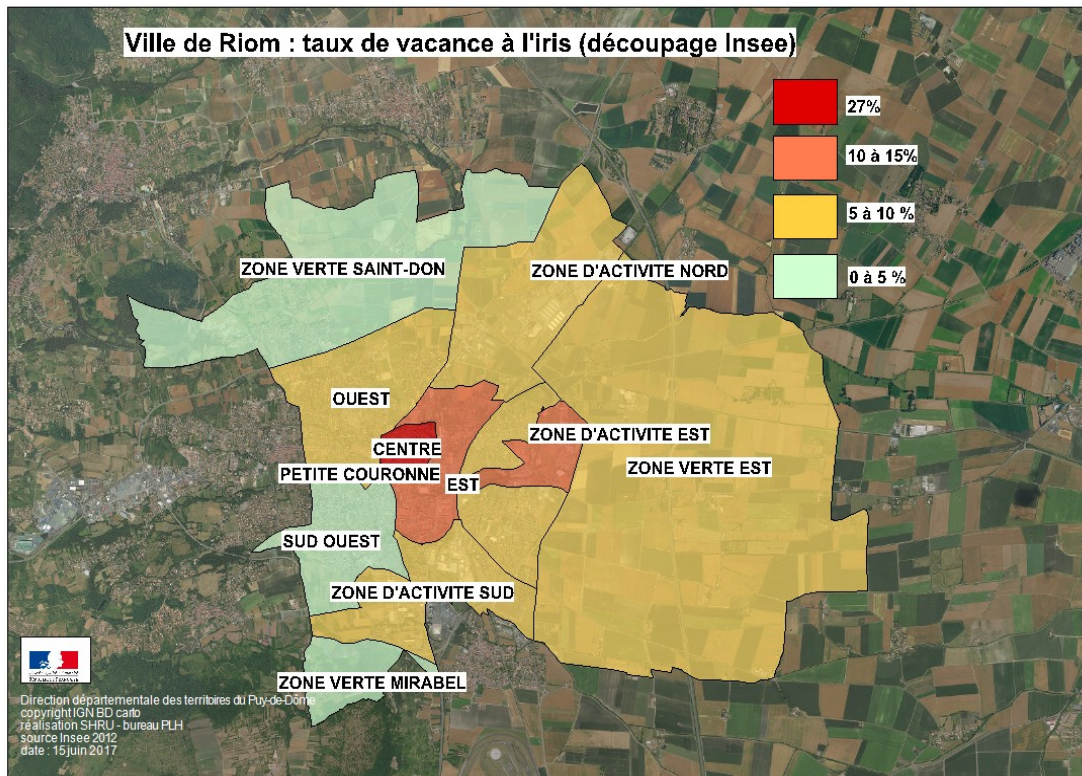 Ville de Riom : taux de vacance à l'iris (découpage Insee)
27%
10 à 15%
5 à 10 %
0 à 5 %
ZONE VERTE SAINT-DON
ZONE D'ACTIVITE NORD
OUEST
CENTRE
ZONE D'ACTIVITE EST
PETITE COURONNE
ZONE VERTE EST
EST
SUD OUEST
ZONE D'ACTIVITE SUD
ZONE VERTE MIRABEL
Direction départementale des territoires du Puy-de-Dôme
copyright IGN BD carto
réalisation SHRU - bureau PLH
source Insee 2012
date : 15 juin 2017